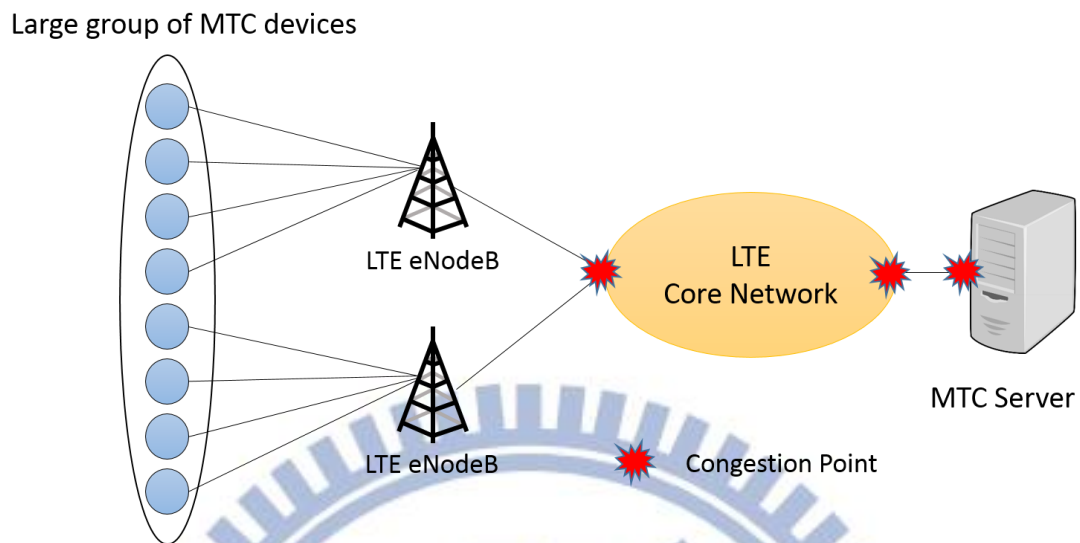 Large group of MTC devices
LTE eNodeB
LTE
Core Network
MTC Server
LTE eNodeB
Congestion Point